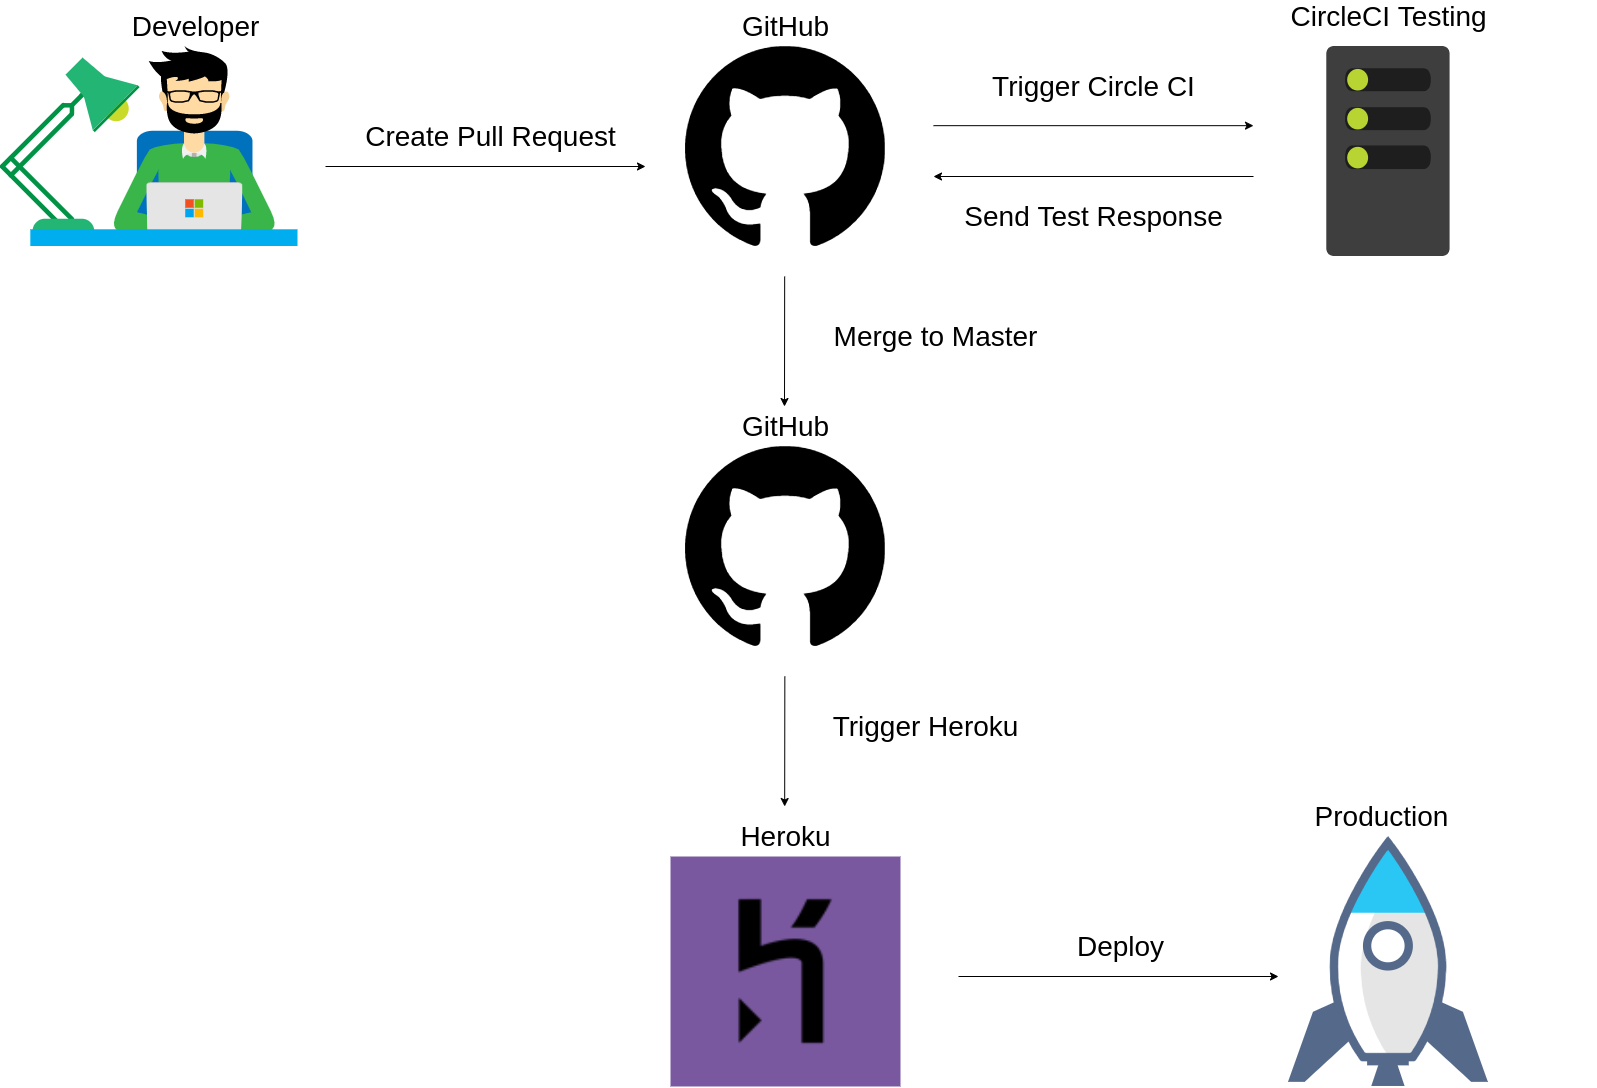 Developer
GitHub
CircleCI Testing
Trigger Circle CI
Create Pull Request
Send Test Response
Merge to Master
GitHub
Trigger Heroku
Heroku
Production
Deploy